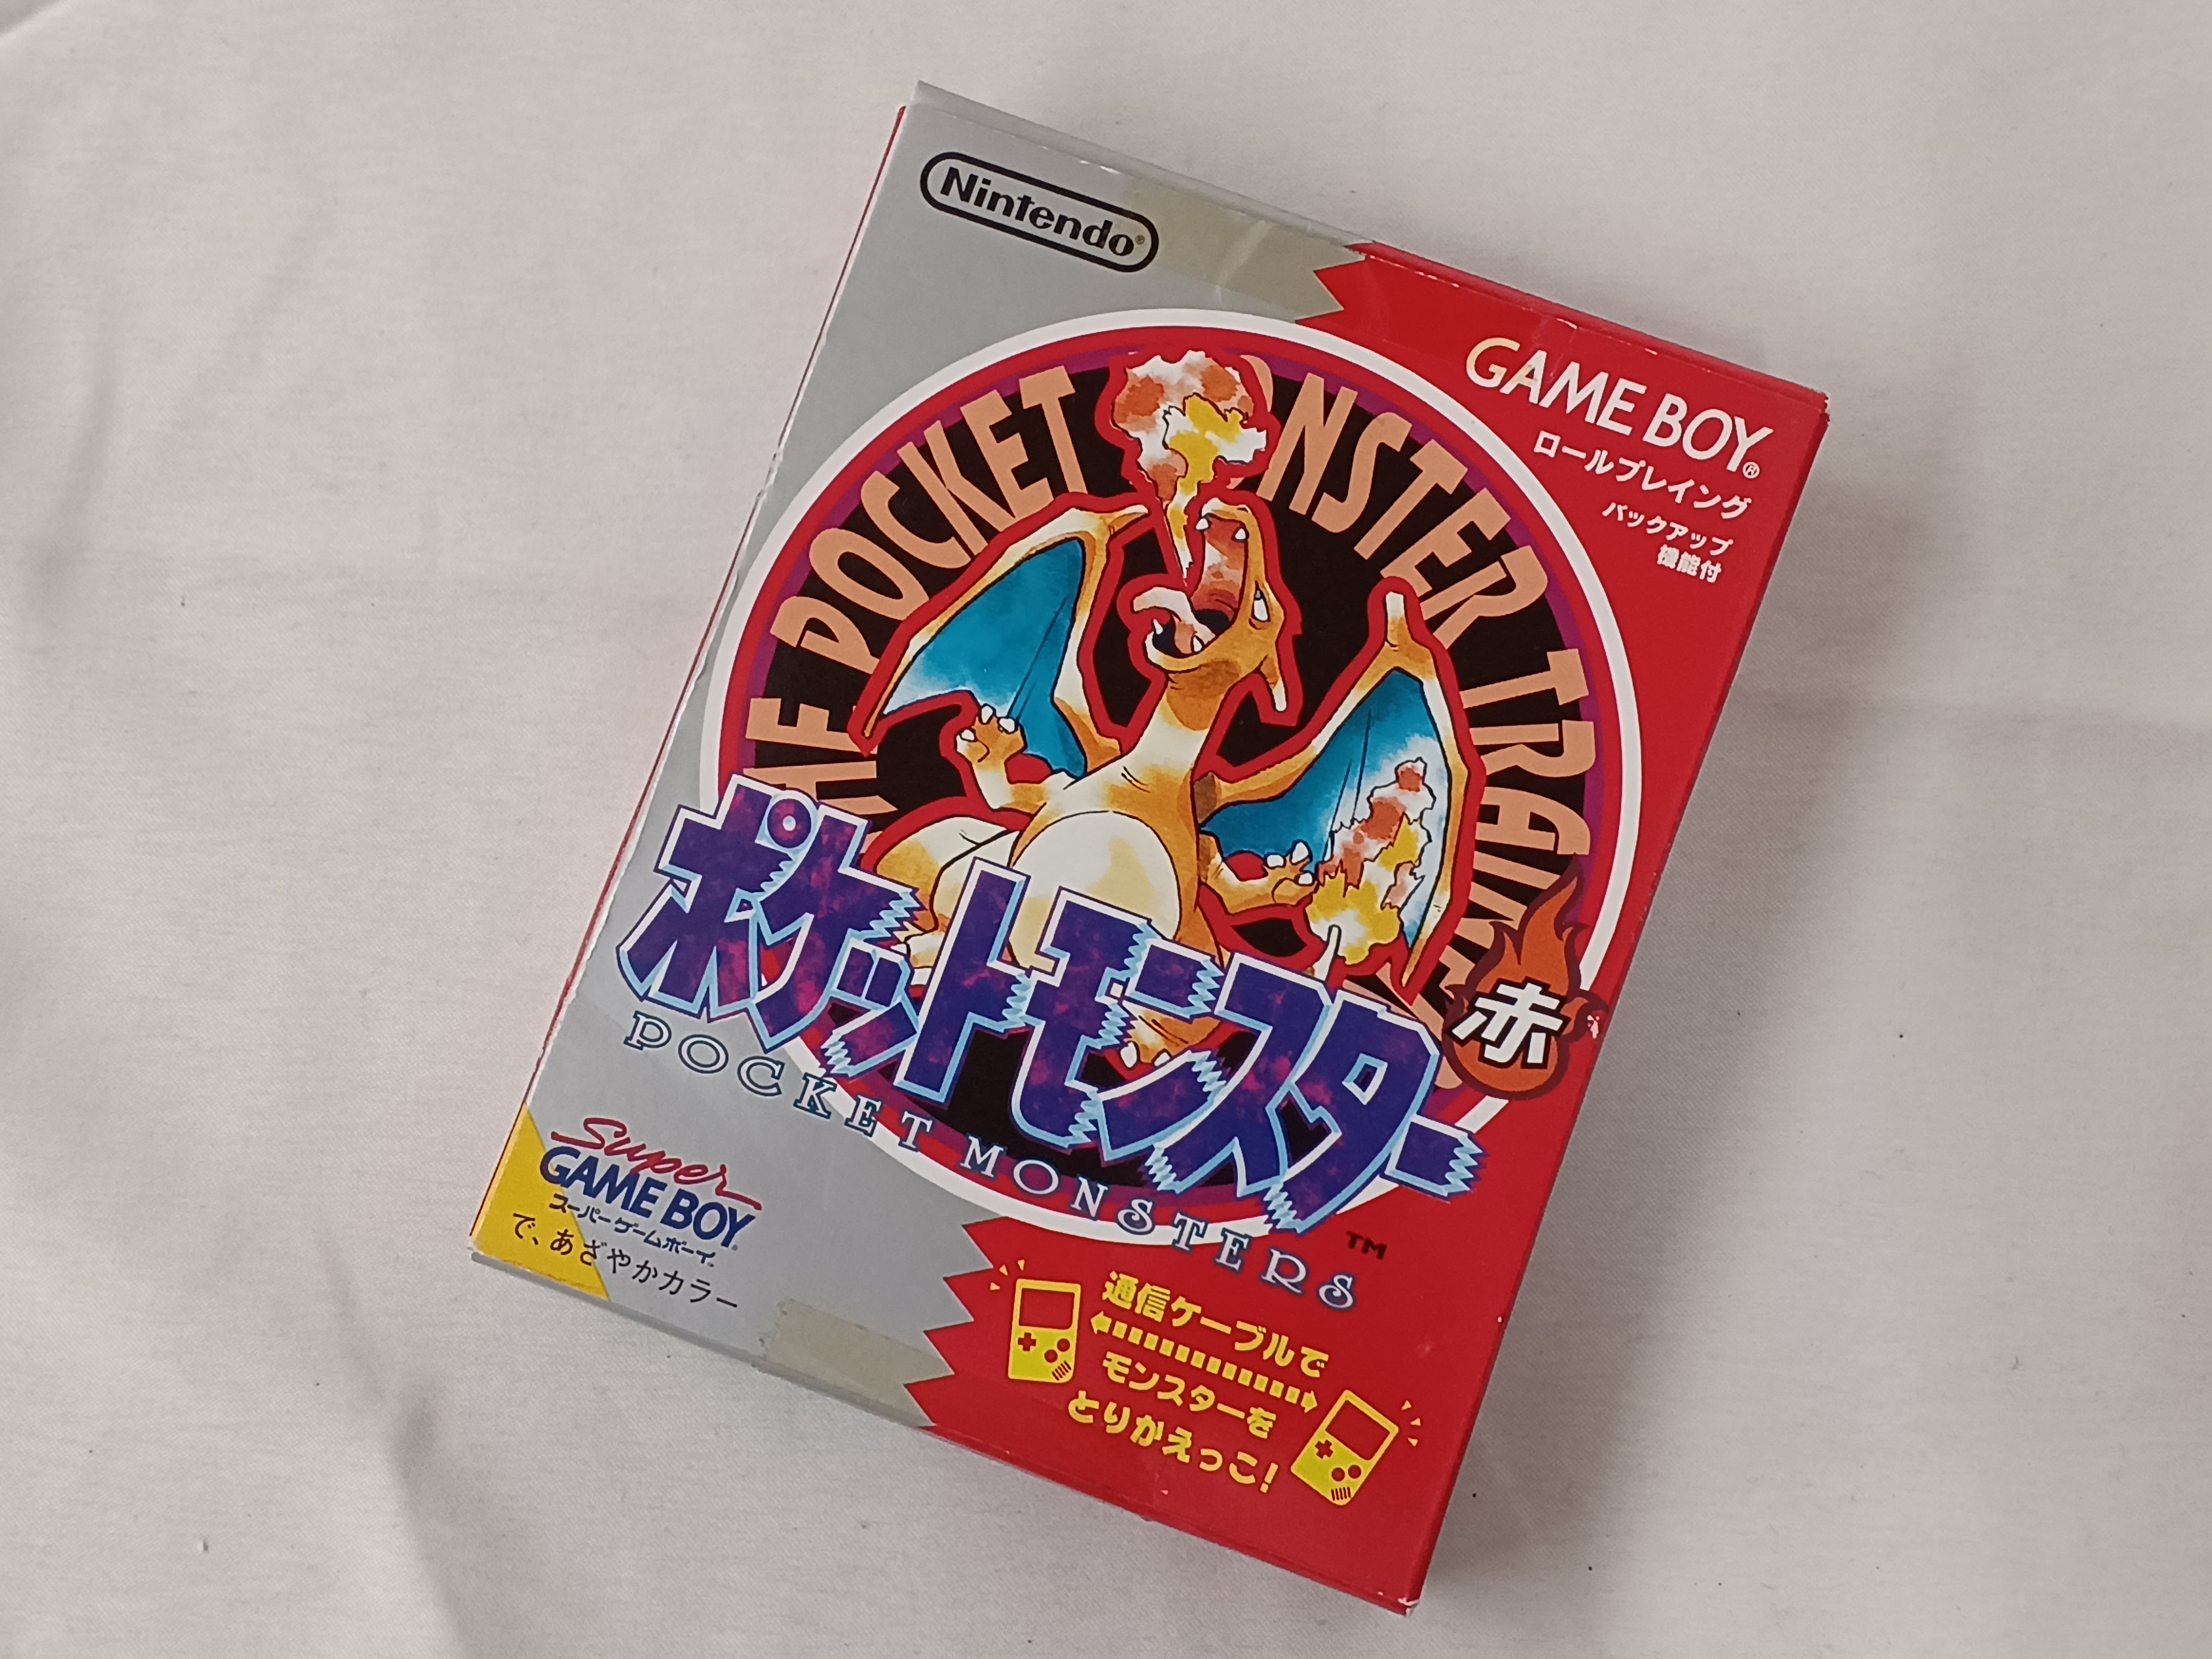 Nintendo®
GAME BOY®
ロールプレイング
バックアップ
機能付
POCKET MONSTER
ポケットモンスター
赤
POCKET MONSTERS
TM
Super
GAME BOY
スーパーゲームボーイ
で、あざやかカラー
通信ケーブルで
モンスターを
とりかえっこ!